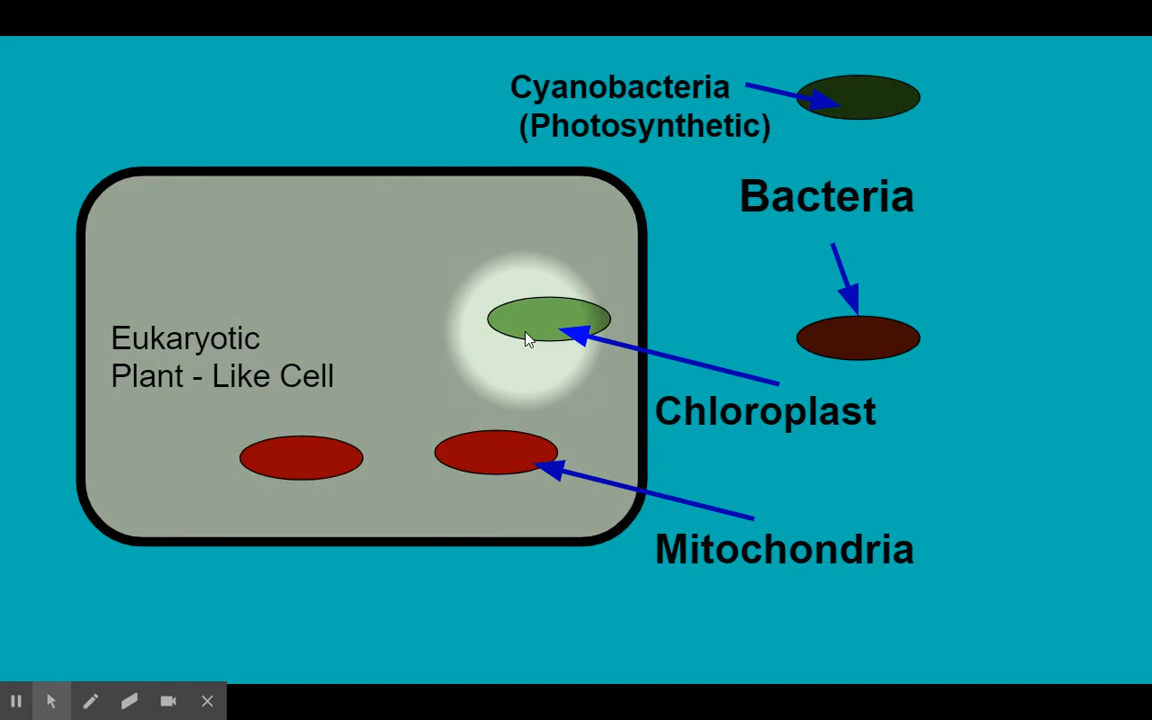 Cyanobacteria
(Photosynthetic)
Bacteria
Eukaryotic
Plant - Like Cell
Chloroplast
Mitochondria